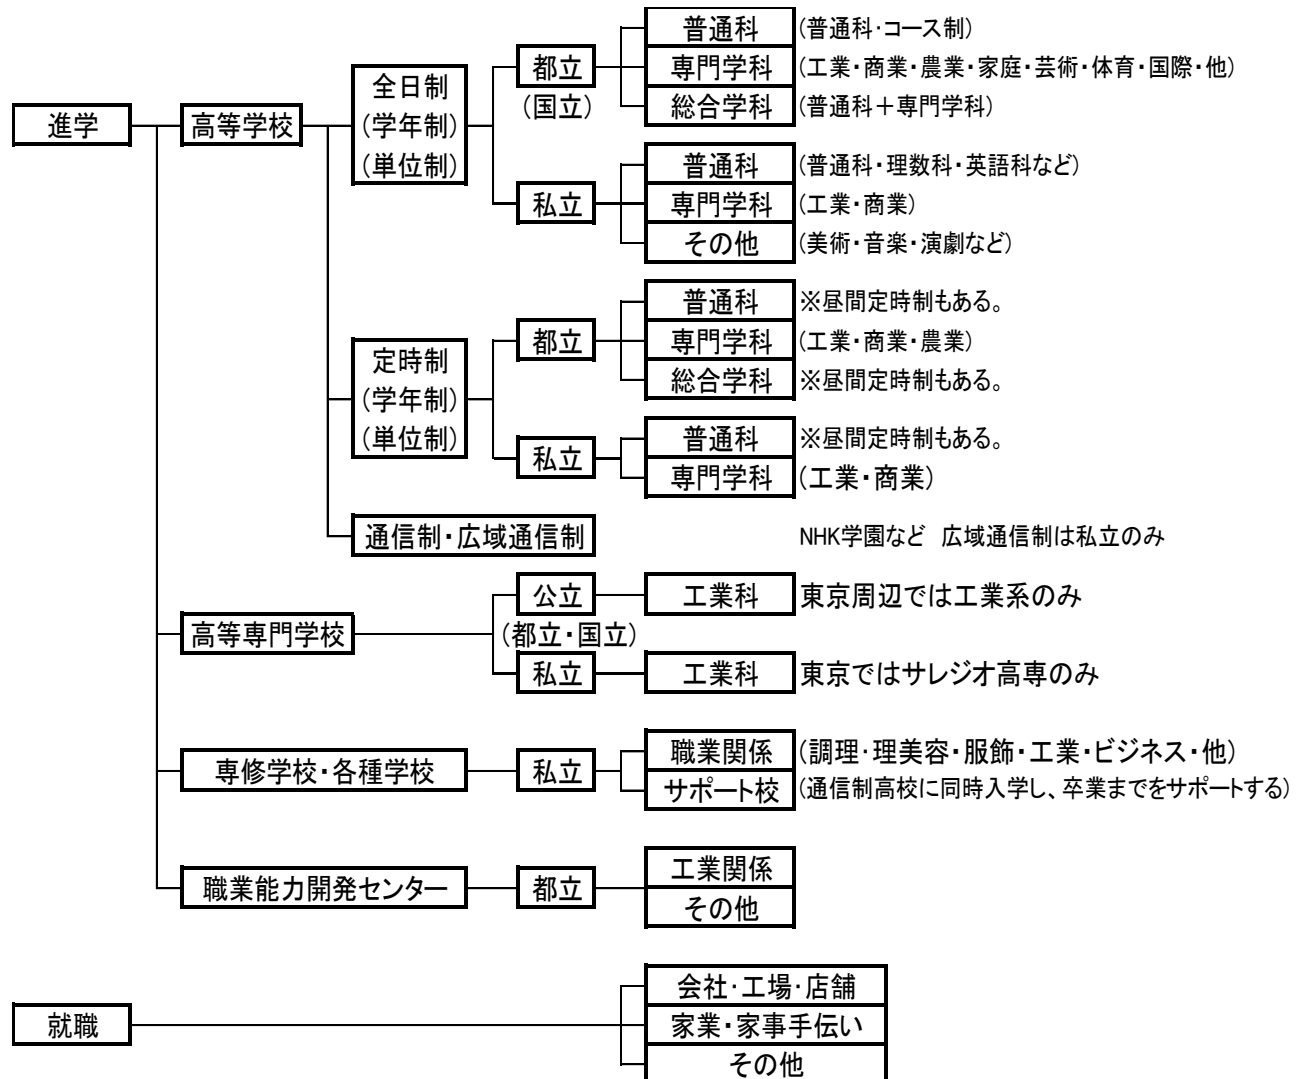 進学
高等学校
全日制
(学年制)
(単位制)
都立
(国立)
普通科 (普通科・コース制)
専門学科 (工業・商業・農業・家庭・芸術・体育・国際・他)
総合学科 (普通科＋専門学科)
私立
普通科 (普通科・理数科・英語科など)
専門学科 (工業・商業)
その他 (美術・音楽・演劇など)
定時制
(学年制)
(単位制)
都立
普通科 ※昼間定時制もある。
専門学科 (工業・商業・農業)
総合学科 ※昼間定時制もある。
私立
普通科 ※昼間定時制もある。
専門学科 (工業・商業)
通信制・広域通信制 NHK学園など 広域通信制は私立のみ
高等専門学校
公立
(都立・国立)
工業科 東京周辺では工業系のみ
私立 工業科 東京ではサレジオ高専のみ
専修学校・各種学校
私立
職業関係 (調理・理美容・服飾・工業・ビジネス・他)
サポート校 (通信制高校に同時入学し、卒業までをサポートする)
職業能力開発センター
都立
工業関係
その他
就職
会社・工場・店舗
家業・家事手伝い
その他